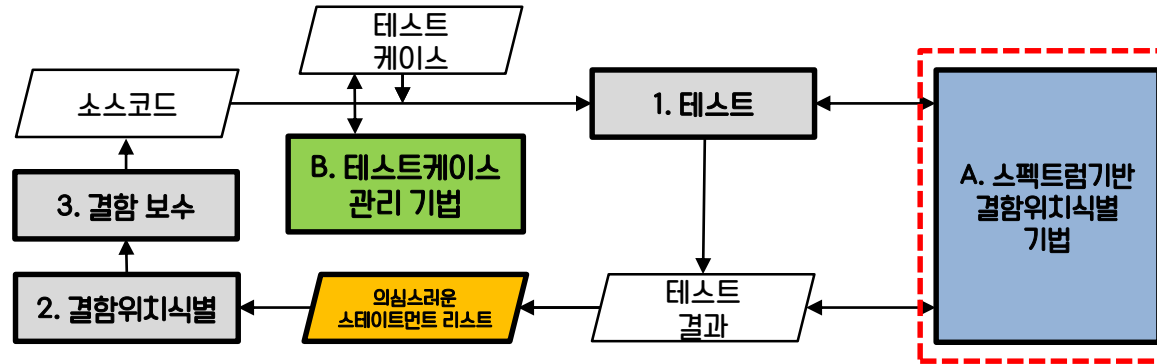 테스트
케이스
소스코드
1. 테스트
B. 테스트케이스
관리 기법
A. 스펙트럼기반
결함위치식별
기법
3. 결함 보수
2. 결함위치식별
의심스러운
스테이트먼트 리스트
테스트
결과